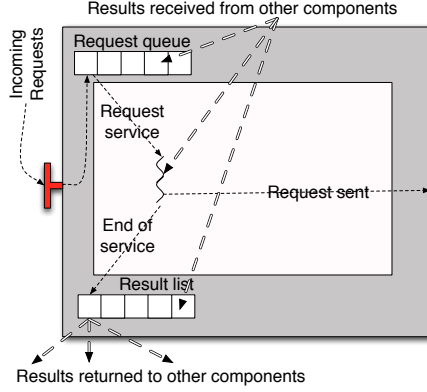 Results received from other components
Request queue
Incoming
Requests
Request
service
Request sent
End of
service
Result list
Results returned to other components